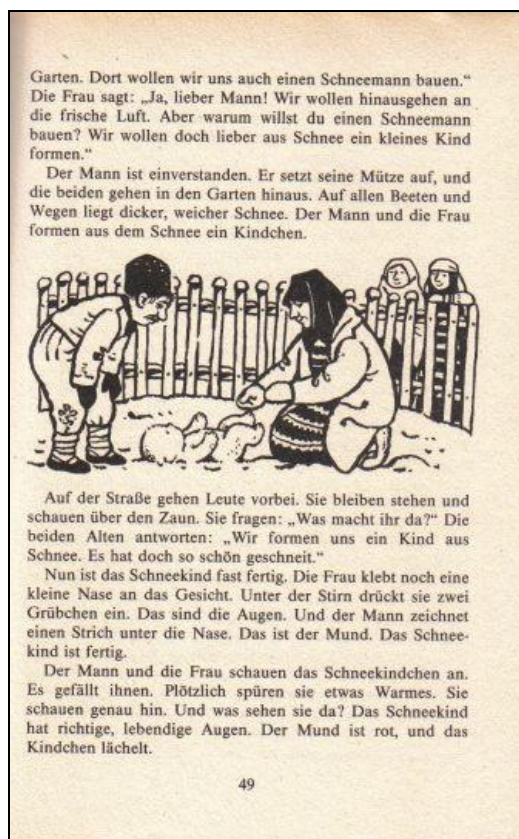 Garten. Dort wollen wir uns auch einen Schneemann bauen.“
Die Frau sagt: „Ja, lieber Mann! Wir wollen hinausgehen an
die frische Luft. Aber warum willst du einen Schneemann
bauen? Wir wollen doch lieber aus Schnee ein kleines Kind
formen.“
Der Mann ist einverstanden. Er setzt seine Mütze auf, und
die beiden gehen in den Garten hinaus. Auf allen Beeten und
Wegen liegt dicker, weicher Schnee. Der Mann und die Frau
formen aus dem Schnee ein Kindchen.
Auf der Straße gehen Leute vorbei. Sie bleiben stehen und
schauen über den Zaun. Sie fragen: „Was macht ihr da?“ Die
beiden Alten antworten: „Wir formen uns ein Kind aus
Schnee. Es hat doch so schön geschneit.“
Nun ist das Schneekind fast fertig. Die Frau klebt noch eine
kleine Nase an das Gesicht. Unter der Stirn drückt sie zwei
Grübchen ein. Das sind die Augen. Und der Mann zeichnet
einen Strich unter die Nase. Das ist der Mund. Das Schnee-
kind ist fertig.
Der Mann und die Frau schauen das Schneekindchen an.
Es gefällt ihnen. Plötzlich spüren sie etwas Warmes. Sie
schauen genau hin. Und was sehen sie da? Das Schneekind
hat richtige, lebendige Augen. Der Mund ist rot, und das
Kindchen lächelt.
49